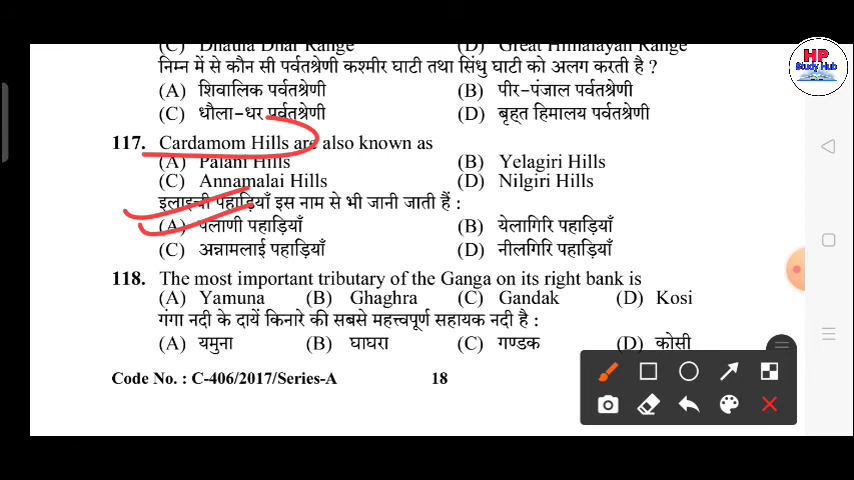 (C) Dhaula Dhar Range (D) Great Himalayan Range
निम्न में से कौन सी पर्वतश्रेणी कश्मीर घाटी तथा सिंधु घाटी को अलग करती है ?
(A) शिवालिक पर्वतश्रेणी (B) पीर-पंजाल पर्वतश्रेणी
(C) धौला-धर पर्वतश्रेणी (D) बृहत् हिमालय पर्वतश्रेणी
117. Cardamom Hills are also known as
(A) Palani Hills (B) Yelagiri Hills
(C) Annamalai Hills (D) Nilgiri Hills
इलाइची पहाड़ियाँ इस नाम से भी जानी जाती हैं :
(A) पलाणी पहाड़ियाँ (B) येलागिरि पहाड़ियाँ
(C) अन्नामलाई पहाड़ियाँ (D) नीलगिरि पहाड़ियाँ
118. The most important tributary of the Ganga on its right bank is
(A) Yamuna (B) Ghaghra (C) Gandak (D) Kosi
गंगा नदी के दायें किनारे की सबसे महत्त्वपूर्ण सहायक नदी है :
(A) यमुना (B) घाघरा (C) गण्डक (D) कोसी
Code No. : C-406/2017/Series-A 18
HP
Study Hub